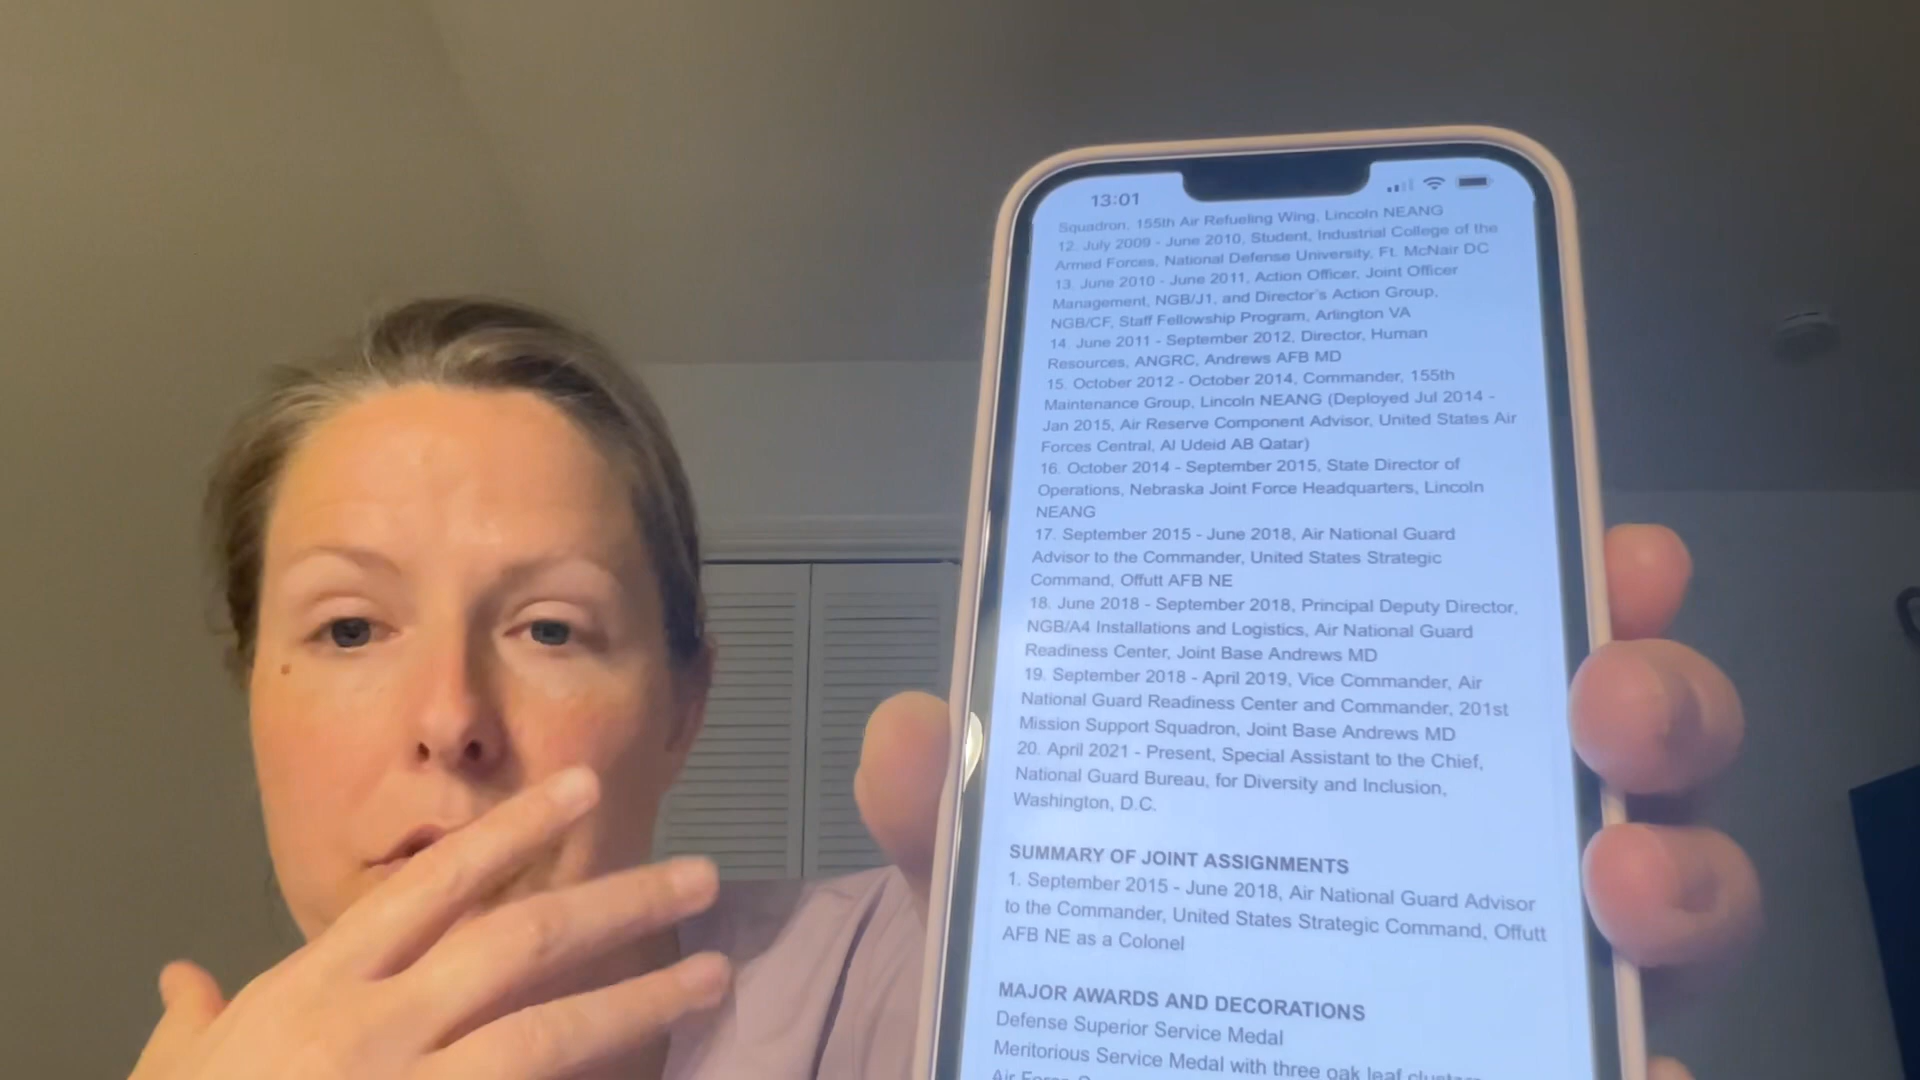 13:01
Squadron, 155th Air Refueling Wing, Lincoln NEANG
12. July 2009 - June 2010, Student, Industrial College of the
Armed Forces, National Defense University, Ft. McNair DC
13. June 2010 - June 2011, Action Officer, Joint Officer
Management, NGB/J1, and Director's Action Group,
NGB/CF, Staff Fellowship Program, Arlington VA
14. June 2011 - September 2012, Director, Human
Resources, ANGRC, Andrews AFB MD
15. October 2012 - October 2014, Commander, 155th
Maintenance Group, Lincoln NEANG (Deployed Jul 2014 -
Jan 2015, Air Reserve Component Advisor, United States Air
Forces Central, Al Udeid AB Qatar)
16. October 2014 - September 2015, State Director of
Operations, Nebraska Joint Force Headquarters, Lincoln
NEANG
17. September 2015 - June 2018, Air National Guard
Advisor to the Commander, United States Strategic
Command, Offutt AFB NE
18. June 2018 - September 2018, Principal Deputy Director,
NGB/A4 Installations and Logistics, Air National Guard
Readiness Center, Joint Base Andrews MD
19. September 2018 - April 2019, Vice Commander, Air
National Guard Readiness Center and Commander, 201st
Mission Support Squadron, Joint Base Andrews MD
20. April 2021 - Present, Special Assistant to the Chief,
National Guard Bureau, for Diversity and Inclusion,
Washington, D.C.
SUMMARY OF JOINT ASSIGNMENTS
1. September 2015 - June 2018, Air National Guard Advisor
to the Commander, United States Strategic Command, Offutt
AFB NE as a Colonel
MAJOR AWARDS AND DECORATIONS
Defense Superior Service Medal
Meritorious Service Medal with three oak leaf clusters
Air Force